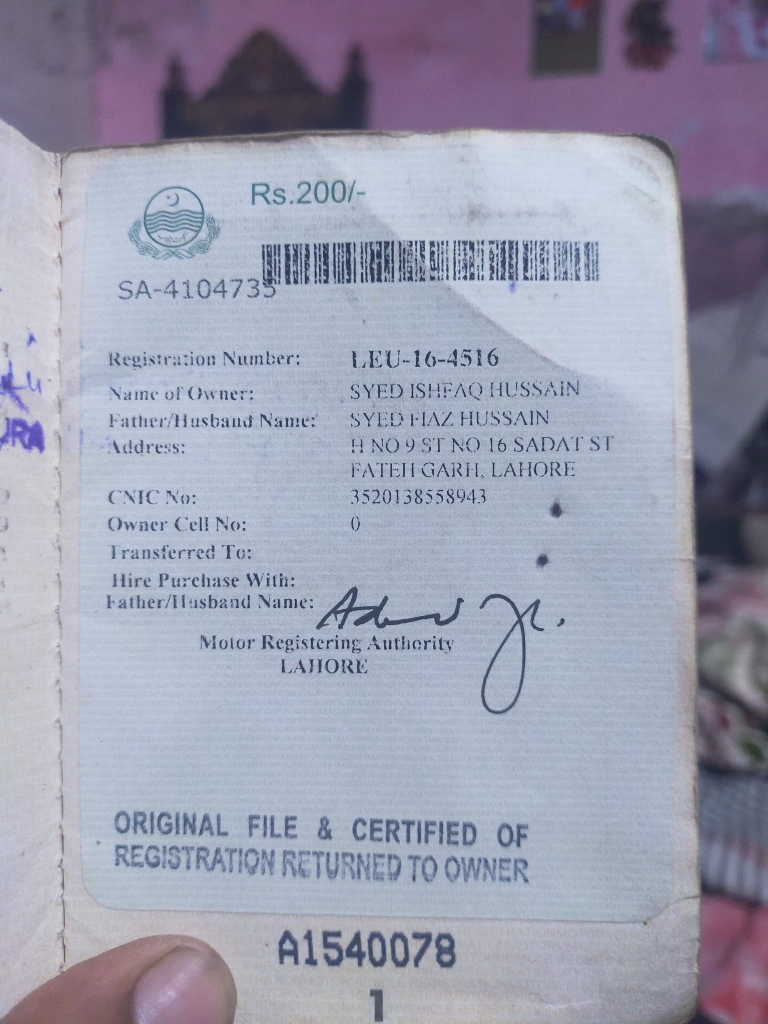 Rs.200/-
SA-4104735
Registration Number: LEU-16-4516
Name of Owner: SYED ISHFAQ HUSSAIN
Father/Husband Name: SYED FIAZ HUSSAIN
Address: H NO 9 ST NO 16 SADAT ST
FATEH GARH, LAHORE
CNIC No: 3520138558943
Owner Cell No: 0
Transferred To:
Hire Purchase With:
Father/Husband Name:
Motor Registering Authority
LAHORE
ORIGINAL FILE & CERTIFIED OF
REGISTRATION RETURNED TO OWNER
A1540078
1